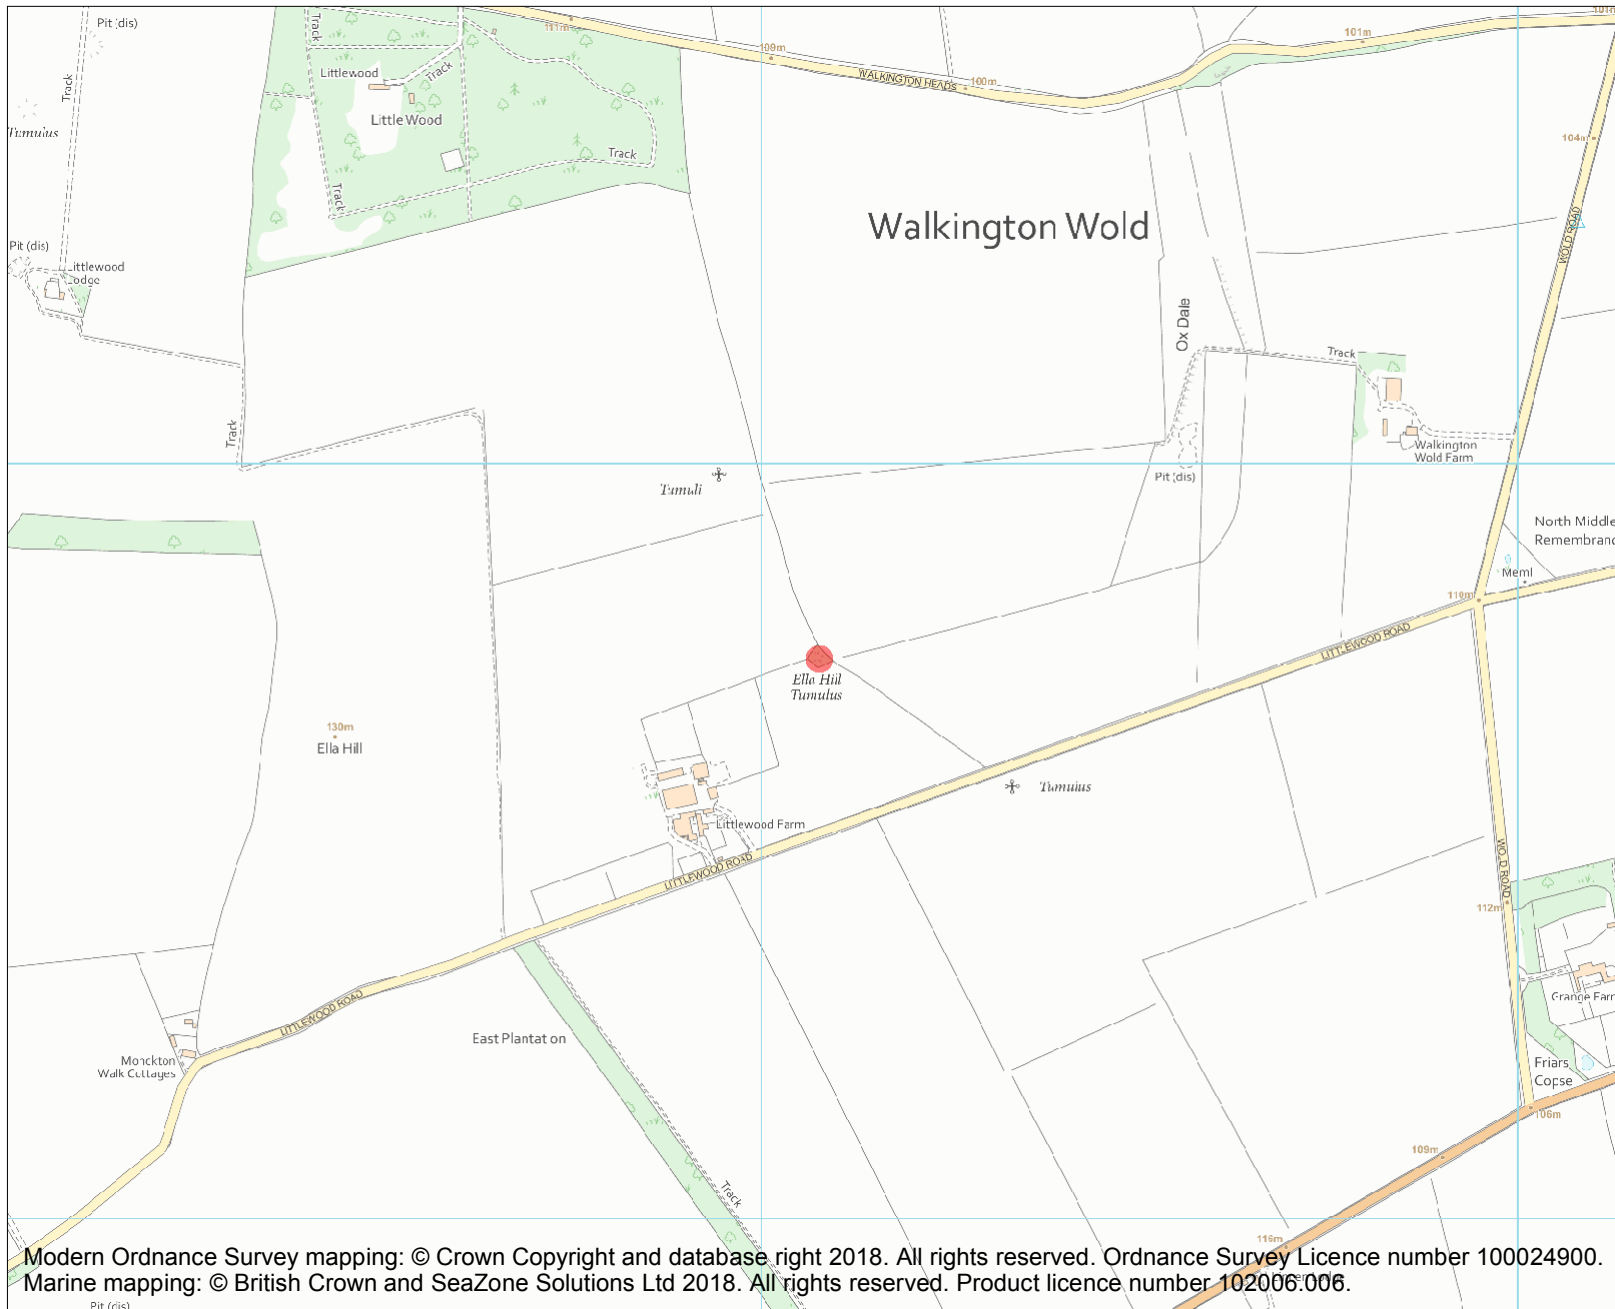 Pit (dis)
Track
111m
109m
101m
Littlewood
Track
Track
WALKINGTON HEADS
100m
Little Wood
Tumulus
104m
Track
Track
Walkington Wold
WOLD ROAD
Pit (dis)
Littlewood
Lodge
Ox Dale
Track
Track
Walkington
Wold Farm
Tumuli
Pit (dis)
North Middle
Meml
110m
LITTLEWOOD ROAD
Ella Hill
Tumulus
130m
Ella Hill
Tumulus
Littlewood Farm
LITTLEWOOD ROAD
WOLD ROAD
112m
LITTLEWOOD ROAD
Grange Farm
East Plantation
Monckton
Walk Cottages
Friars
Copse
106m
109m
Track
116m
Modern Ordnance Survey mapping: © Crown Copyright and database right 2018. All rights reserved. Ordnance Survey Licence number 100024900.
Marine mapping: © British Crown and SeaZone Solutions Ltd 2018. All rights reserved. Product licence number 102006.006.
Pit (dis)